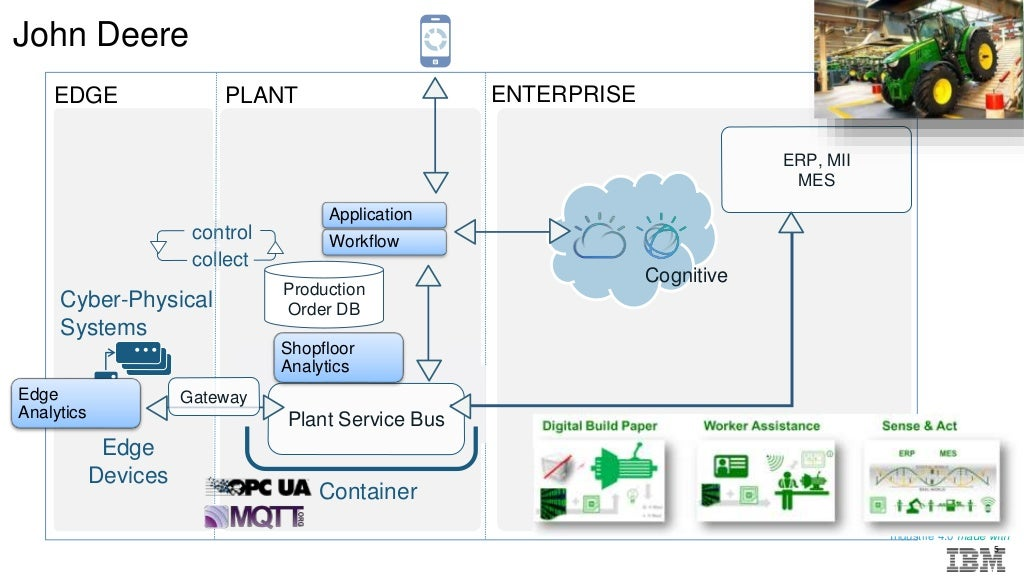 John Deere
EDGE
PLANT
ENTERPRISE
ERP, MII
MES
Application
Workflow
control
collect
Production
Order DB
Cognitive
Cyber-Physical
Systems
Shopfloor
Analytics
Edge
Analytics
Gateway
Plant Service Bus
Edge
Devices
Container
OPC UA
MQTT
.ORG
Digital Build Paper
Worker Assistance
Sense & Act
ERP MES
Industrie 4.0 made with
5
IBM